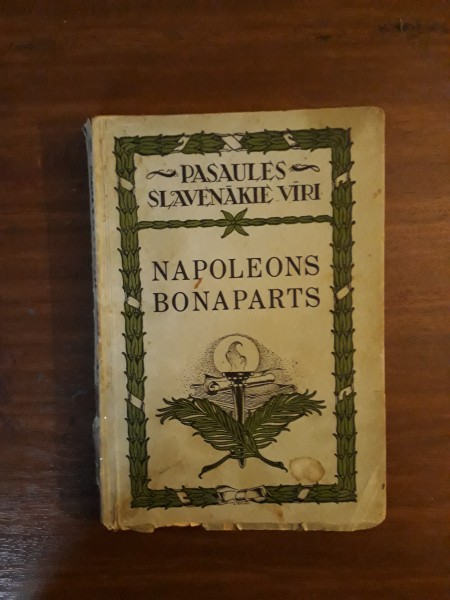 PASAULES
SLAVENĀKIE VĪRI
NAPOLEONS
BONAPARTS